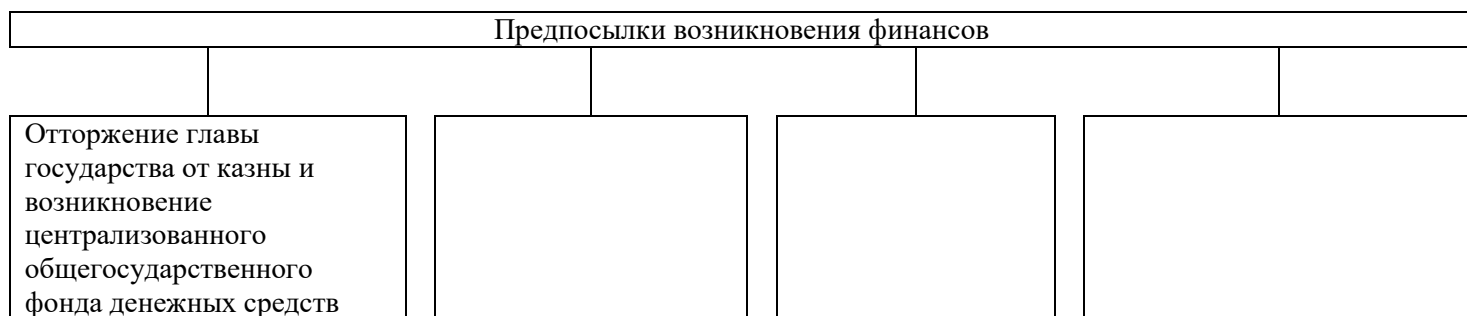 Предпосылки возникновения финансов
Отторжение главы
государства от казны и
возникновение
централизованного
общегосударственного
фонда денежных средств